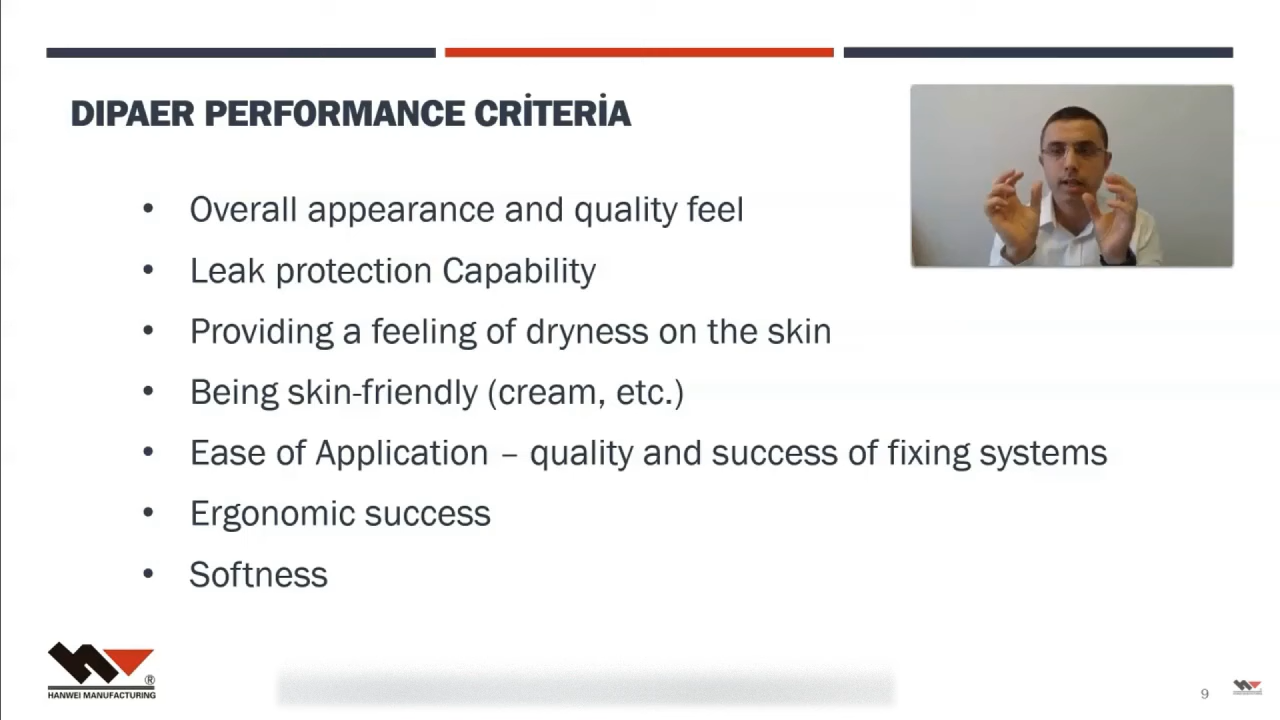 DIPAER PERFORMANCE CRİTERİA
• Overall appearance and quality feel
• Leak protection Capability
• Providing a feeling of dryness on the skin
• Being skin-friendly (cream, etc.)
• Ease of Application – quality and success of fixing systems
• Ergonomic success
• Softness
®
HANWEI MANUFACTURING
9